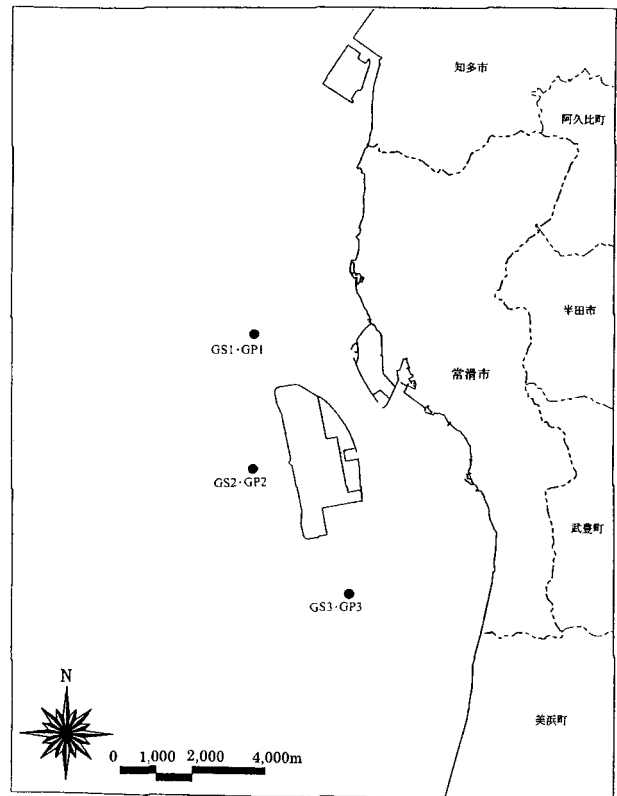 知多市
阿久比町
半田市
GS1・GP1
常滑市
GS2・GP2
武豊町
GS3・GP3
N
美浜町
0 1,000 2,000 4,000m